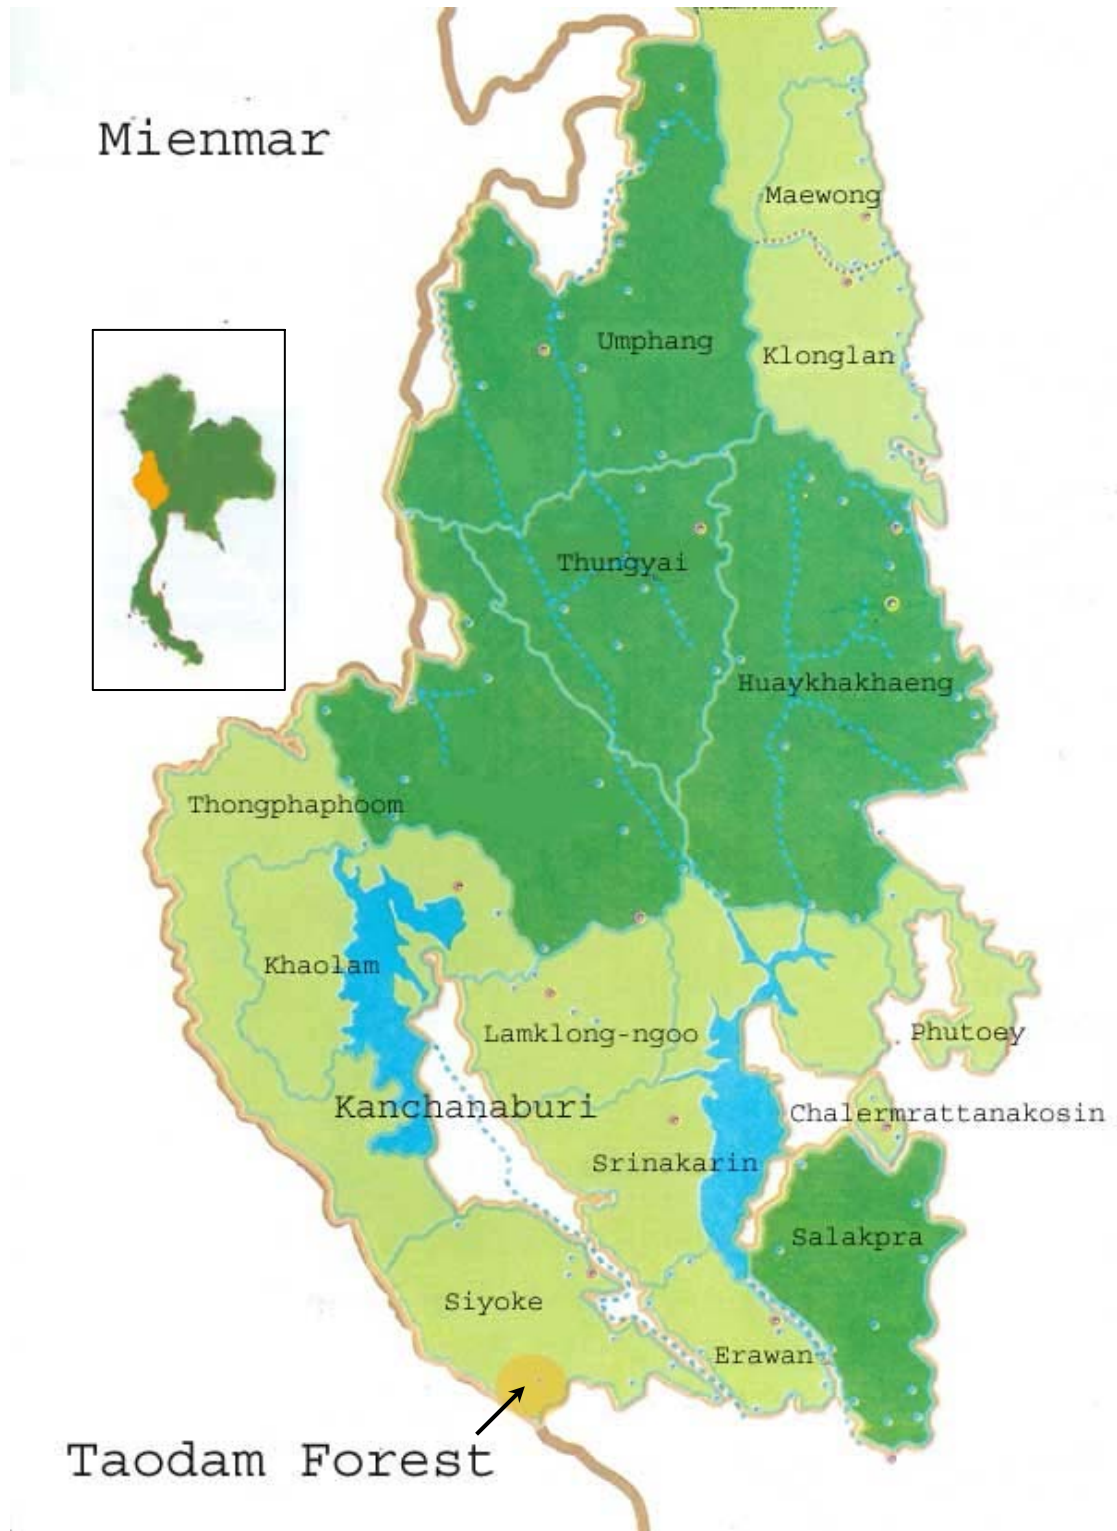 Mienmar
Maewong
Umphang
Klonglan
Thungyai
Huaykhakhaeng
Thongphaphoom
Khaolam
Lamklong-ngoo
Phutoey
Kanchanaburi
Chalermrattanakosin
Srinakarin
Salakpra
Siyoke
Erawan
Taodam Forest